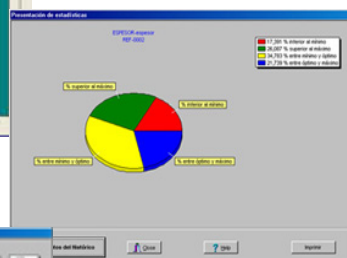 Presentación de estadísticas
ESPESOR-espesor
REF-0002
17,391 % inferior al mínimo
26,087 % superior al máximo
34,783 % entre mínimo y óptimo
21,739 % entre óptimo y máximo
% superior al máximo
% inferior al mínimo
% entre mínimo y óptimo
% entre óptimo y máximo
del Histórico
Close
Help
Imprimir